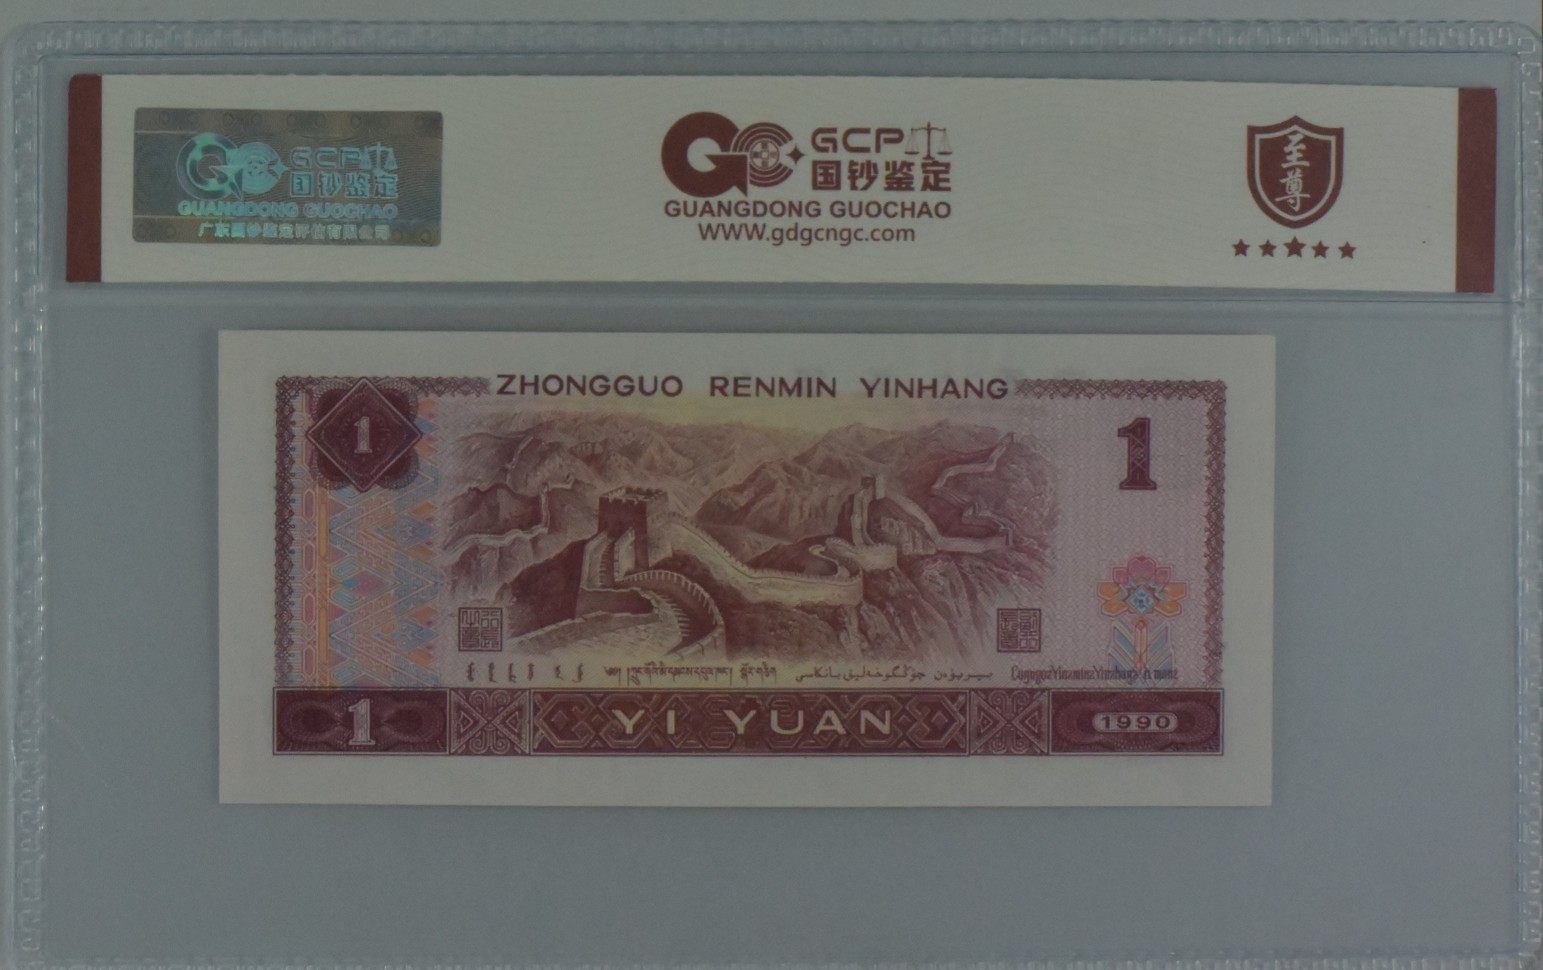 GCP
国钞鉴定
GUANGDONG GUOCHAO
GCP
国钞鉴定
GUANGDONG GUOCHAO
WWW.gdgcngc.com
至尊
ZHONGGUO RENMIN YINHANG
1
1
1
YI YUAN
1990